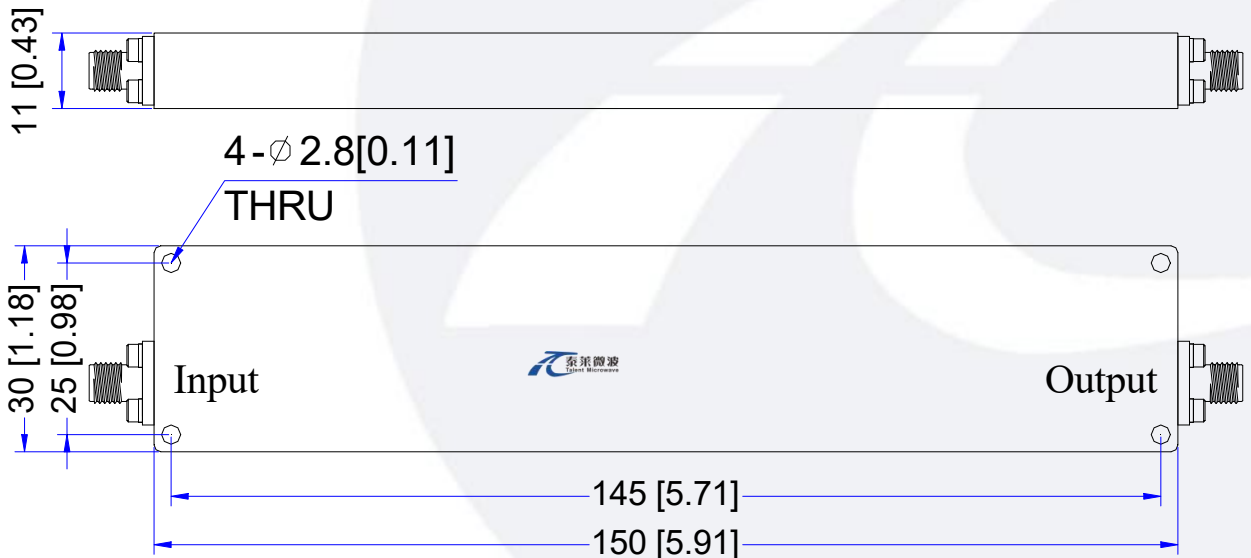 11 [0.43]
4-∅2.8[0.11]
THRU
30 [1.18]
25 [0.98]
Input
泰莱微波
Talent Microwave
Output
145 [5.71]
150 [5.91]